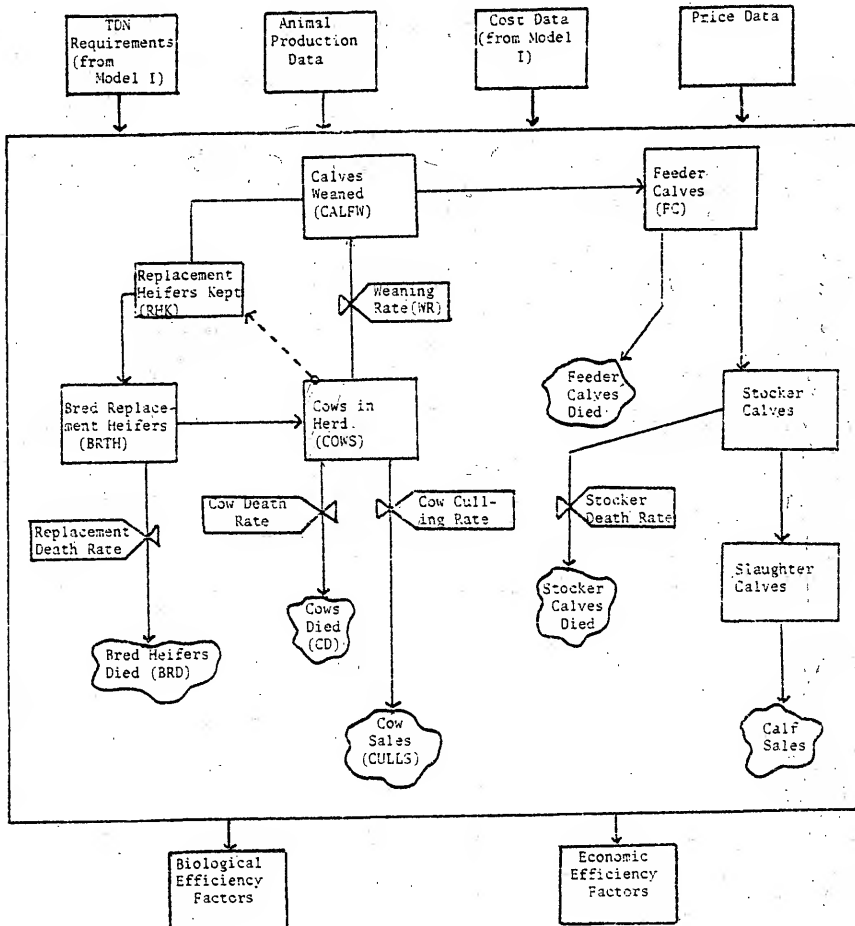 TDN
Requirements
(from
Model I)
Animal
Production
Data
Cost Data
(from Model
I)
Price Data
Calves
Weaned
(CALFW)
Feeder
Calves
(FC)
Replacement
Heifers Kept
(RHK)
Weaning
Rate(WR)
Bred Replace-
ment Heifers
(BRTH)
Cows in
Herd.
(COWS)
Feeder
Calves
Died
Stocker
Calves
Replacement
Death Rate
Cow Death
Rate
Cow Cull-
ing Rate
Stocker
Death Rate
Slaughter
Calves
Bred Heifers
Died (BRD)
Cows
Died
(CD)
Stocker
Calves
Died
Cow
Sales
(CULLS)
Calf
Sales
Biological
Efficiency
Factors
Economic
Efficiency
Factors